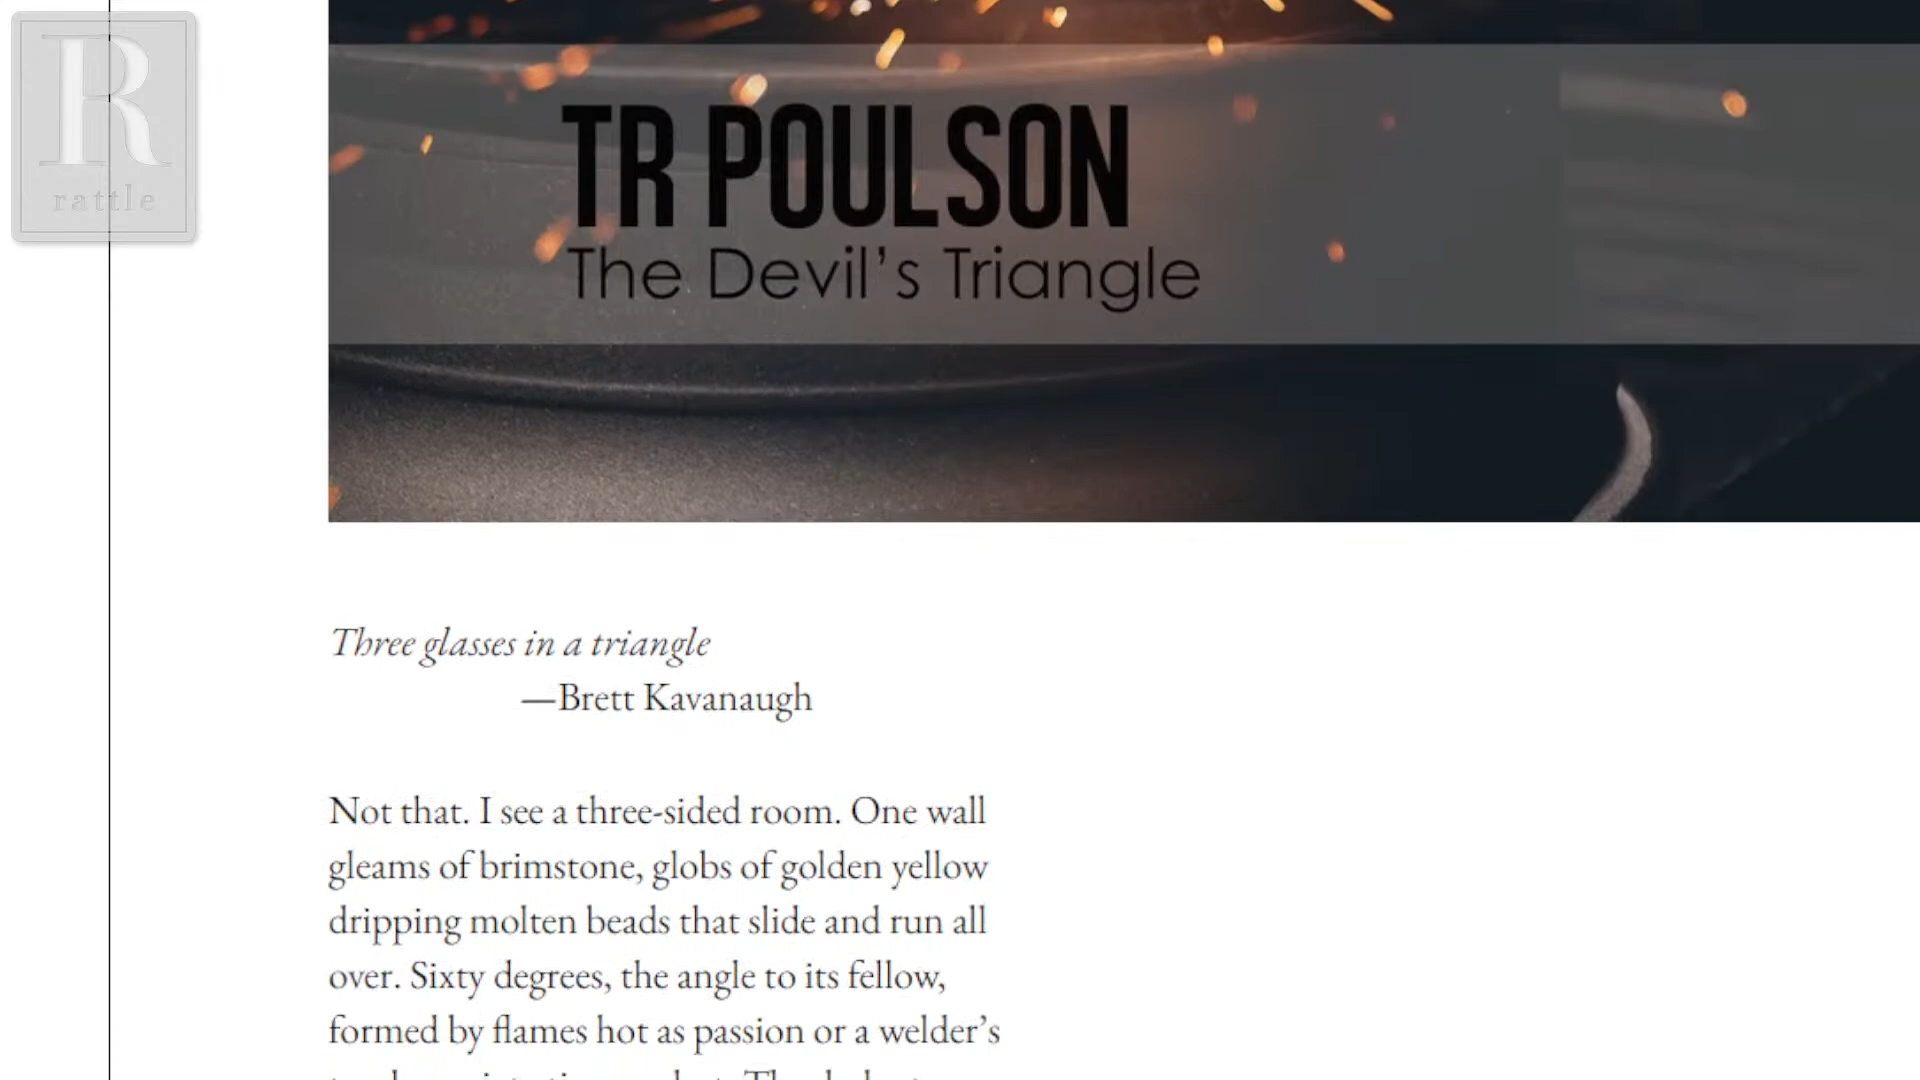 R
rattle
TR POULSON
The Devil's Triangle
Three glasses in a triangle
—Brett Kavanaugh
Not that. I see a three-sided room. One wall
gleams of brimstone, globs of golden yellow
dripping molten beads that slide and run all
over. Sixty degrees, the angle to its fellow,
formed by flames hot as passion or a welder’s